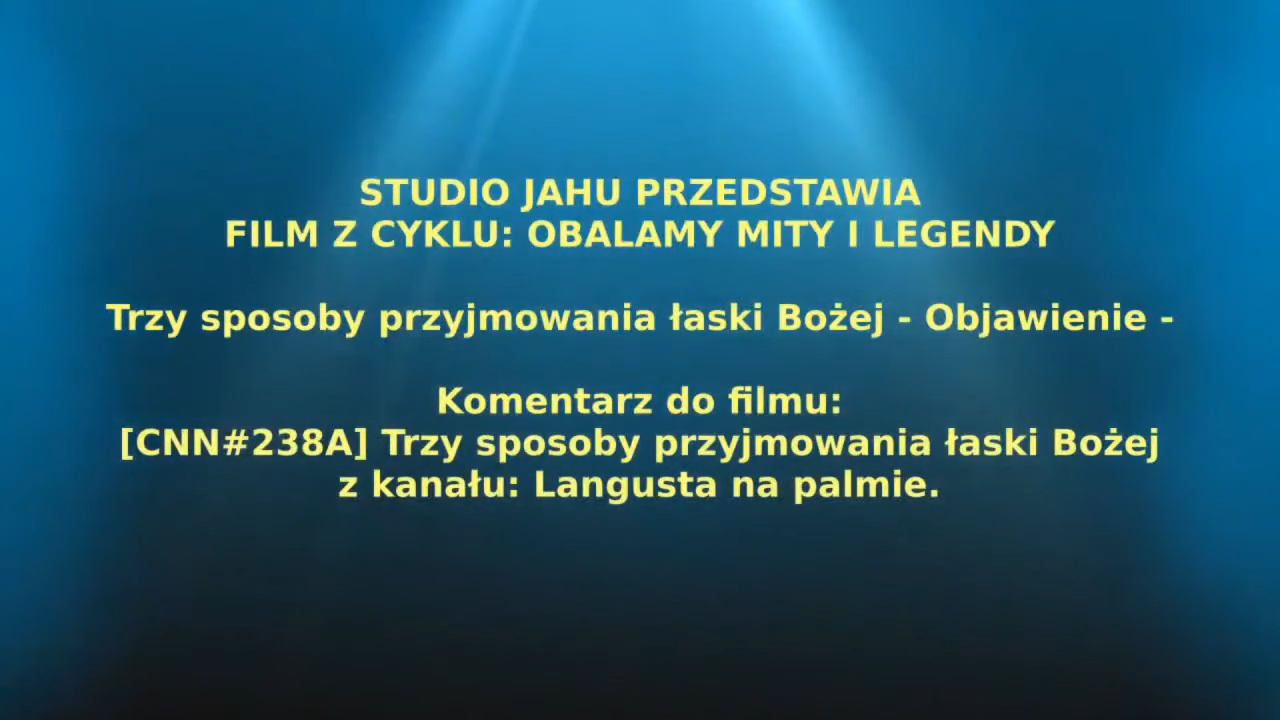 STUDIO JAHU PRZEDSTAWIA
FILM Z CYKLU: OBALAMY MITY I LEGENDY
Trzy sposoby przyjmowania łaski Bożej - Objawienie -
Komentarz do filmu:
[CNN#238A] Trzy sposoby przyjmowania łaski Bożej
z kanału: Langusta na palmie.